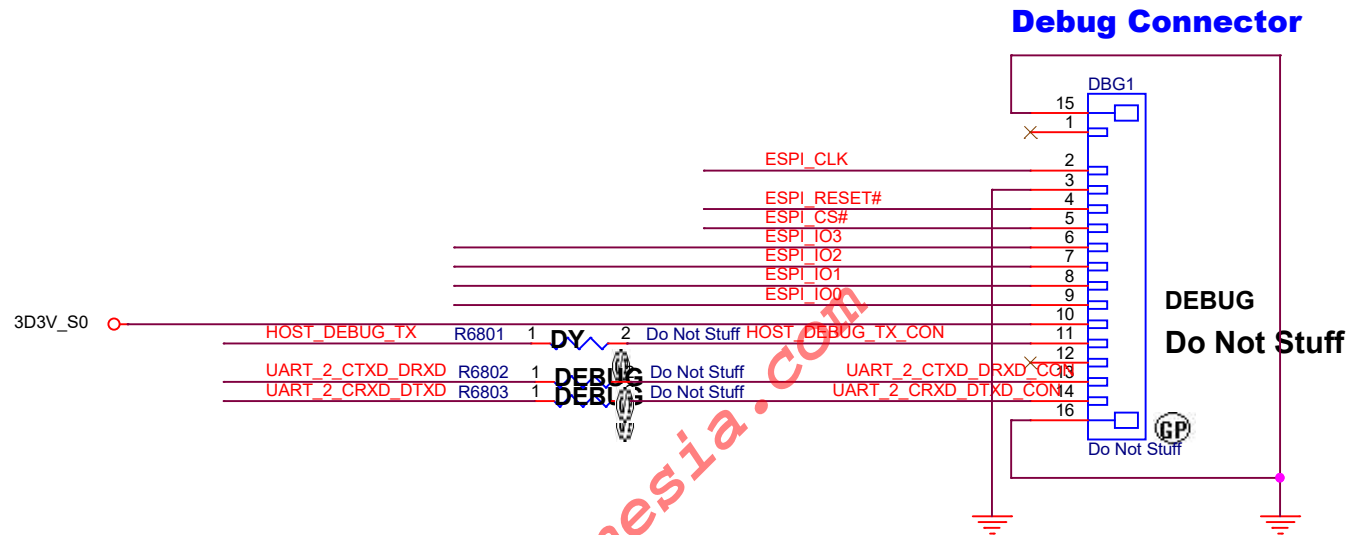 Debug Connector
DBG1
15
1
ESPI_CLK 2
3
ESPI_RESET# 4
ESPI_CS# 5
ESPI_IO3 6
ESPI_IO2 7
ESPI_IO1 8
ESPI_IO0 9
DEBUG
3D3V_S0 10
HOST_DEBUG_TX R6801 1 DY 2 Do Not Stuff HOST_DEBUG_TX_CON 11
Do Not Stuff
12
UART_2_CTXD_DRXD R6802 1 DEBUG Do Not Stuff UART_2_CTXD_DRXD_CON 13
UART_2_CRXD_DTXD R6803 1 DEBUG Do Not Stuff UART_2_CRXD_DTXD_CON 14
16
GP
Do Not Stuff
nesia.com